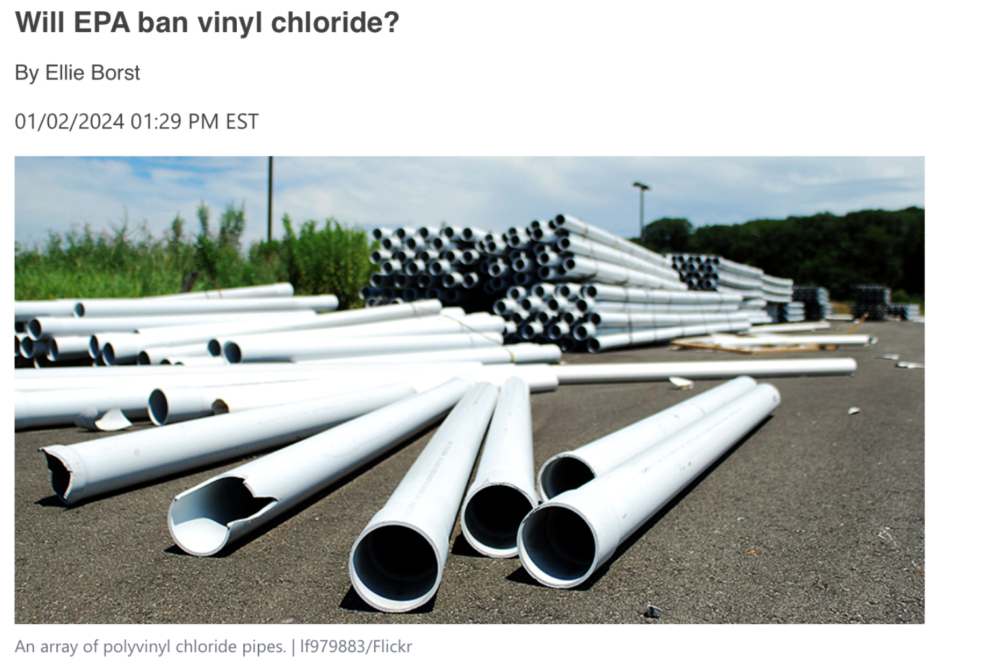 Will EPA ban vinyl chloride?
By Ellie Borst
01/02/2024 01:29 PM EST
An array of polyvinyl chloride pipes. | lf979883/Flickr